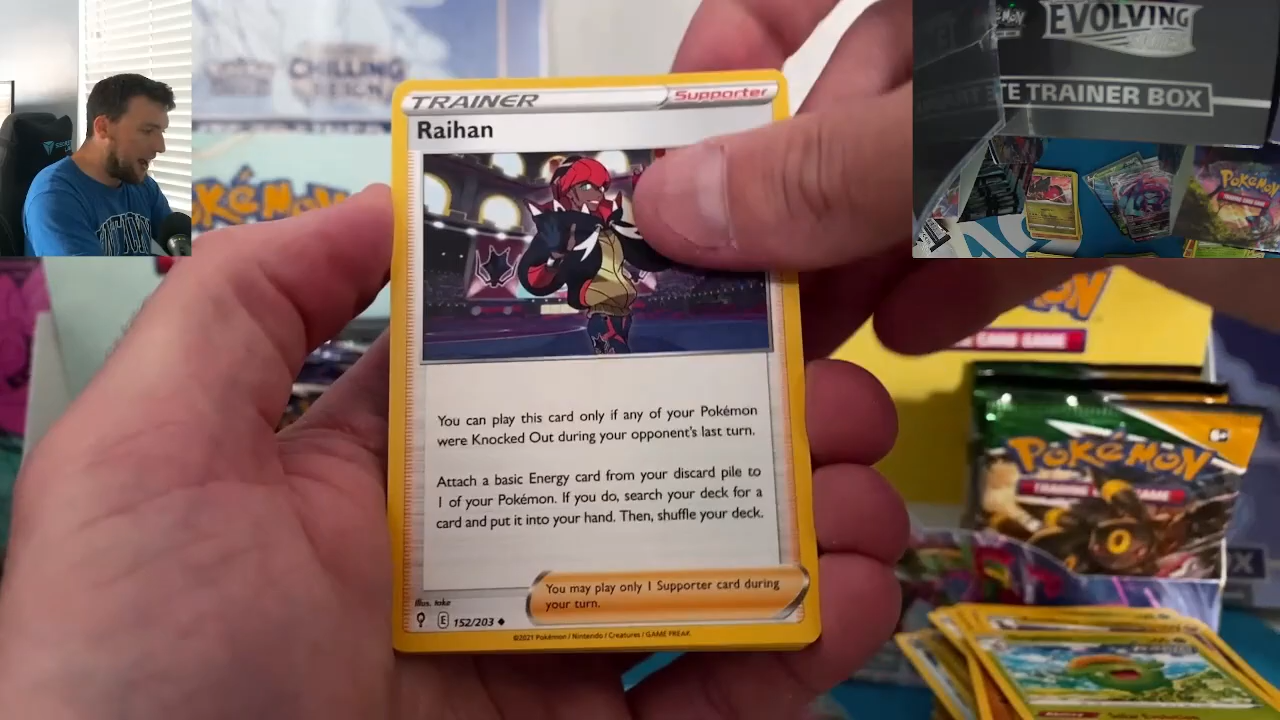 CHILLING
REIGN
EVOLVING
TE TRAINER BOX
TRAINER
Supporter
Raihan
POKÉMON
You can play this card only if any of your Pokémon
were Knocked Out during your opponent's last turn.
Attach a basic Energy card from your discard pile to
1 of your Pokémon. If you do, search your deck for a
card and put it into your hand. Then, shuffle your deck.
You may play only 1 Supporter card during
your turn.
Illus. take
E 152/203
©2021 Pokémon / Nintendo / Creatures / GAME FREAK
POKÉMON